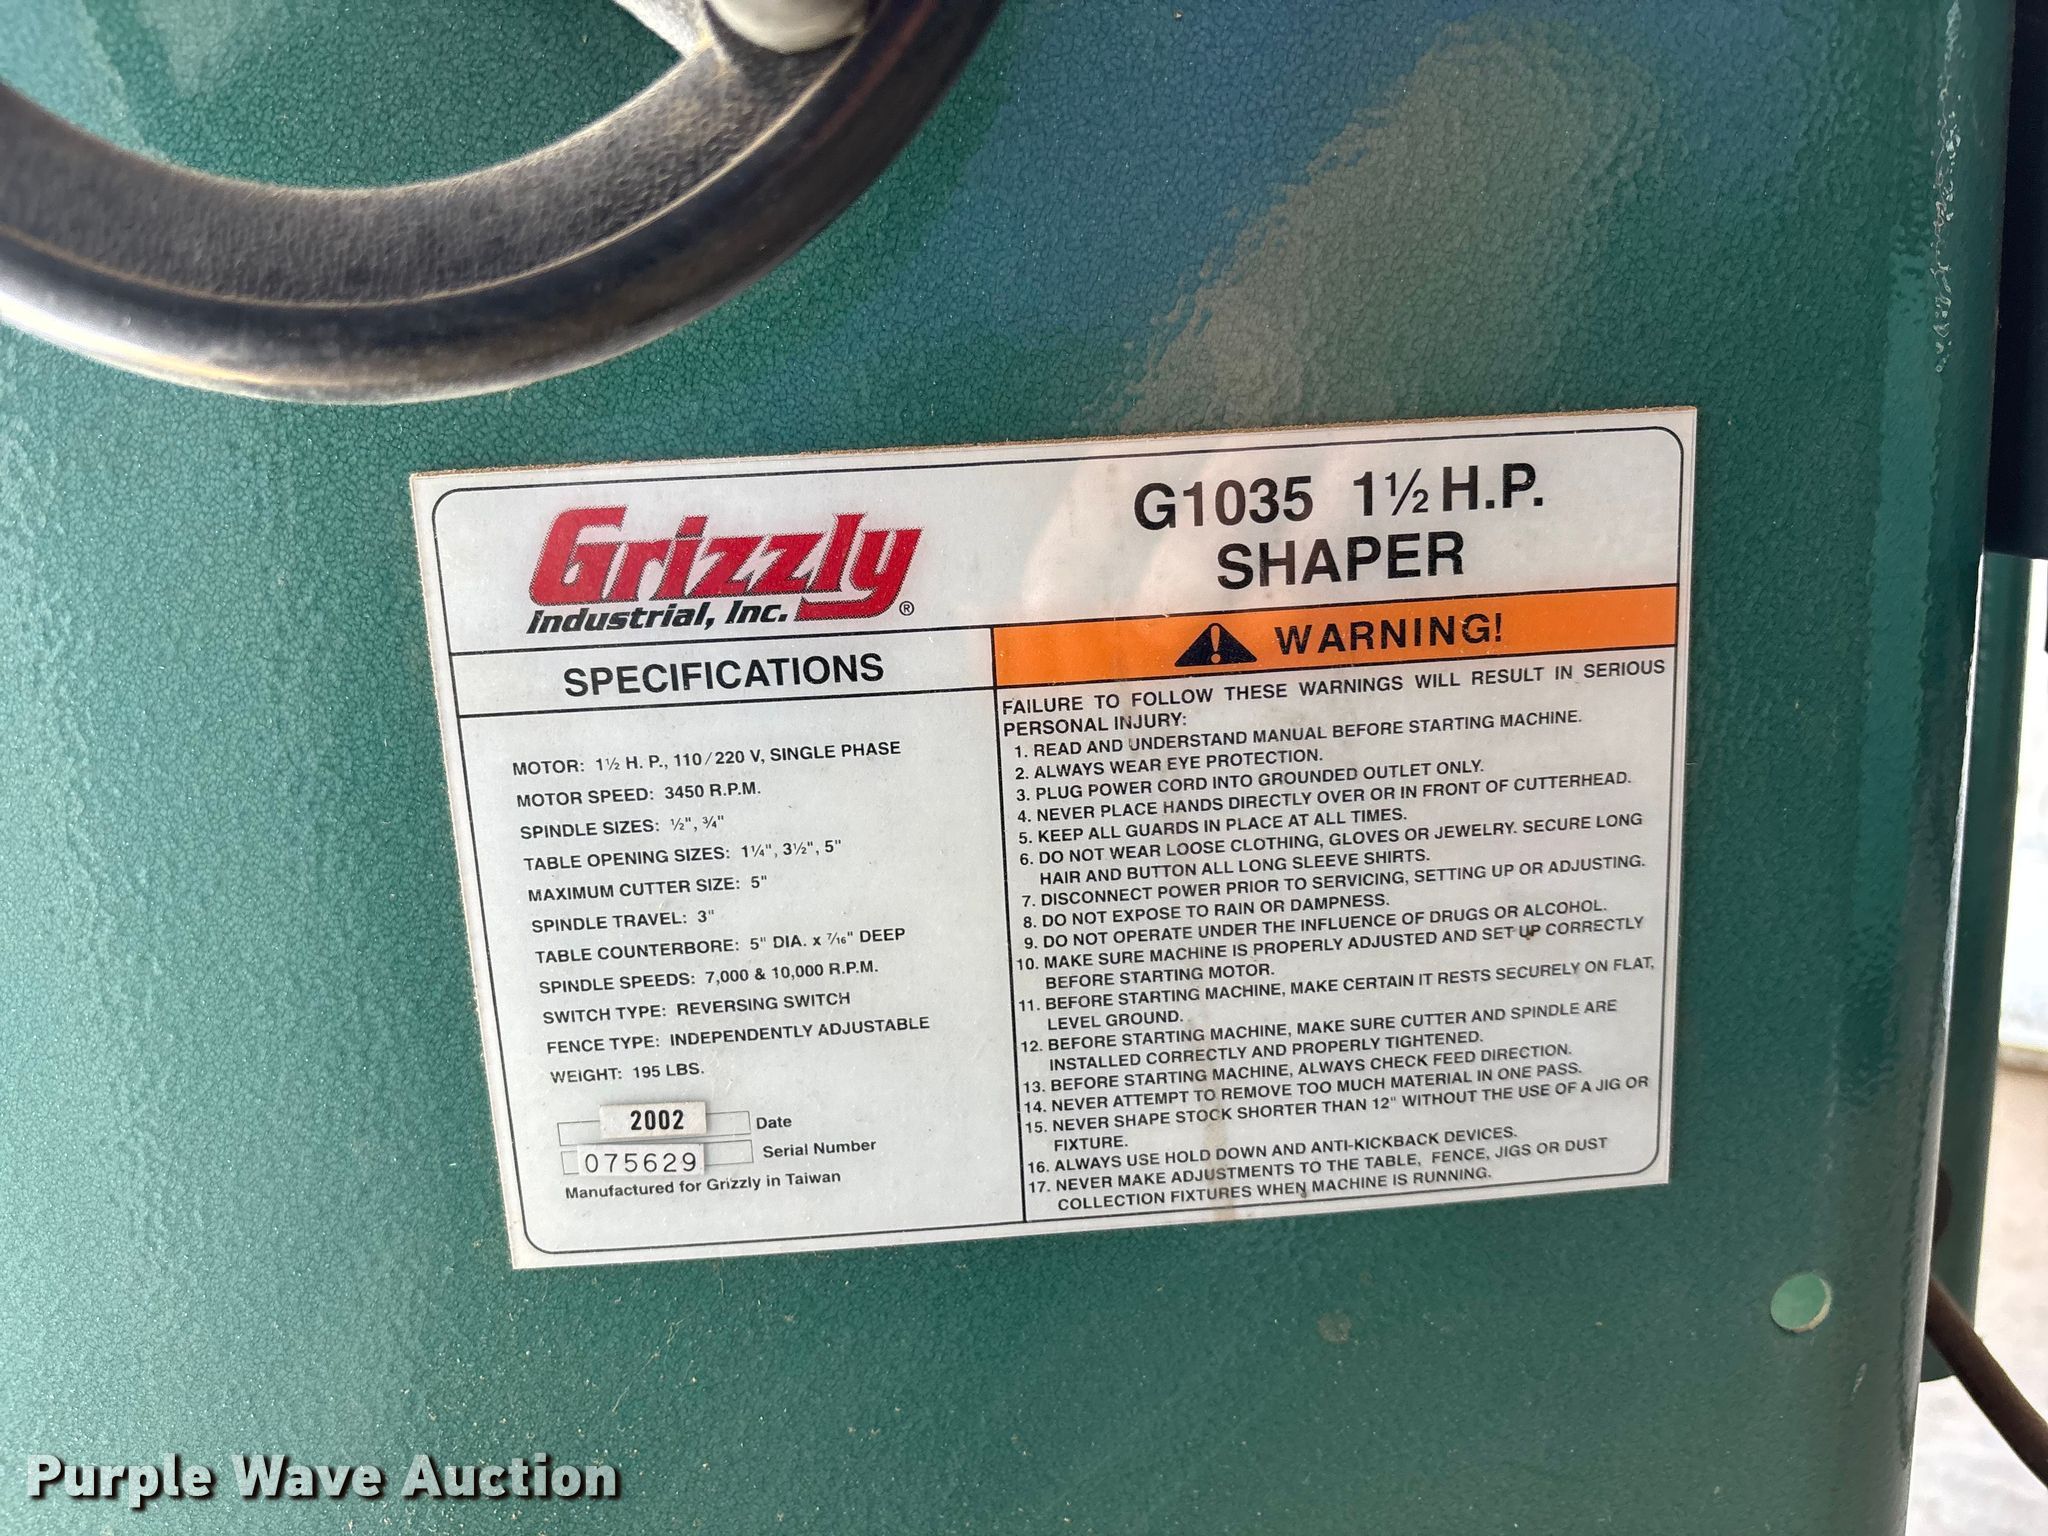 Grizzly
Industrial, Inc. ®
G1035 1½ H.P.
SHAPER
SPECIFICATIONS
MOTOR: 1½ H. P., 110/220 V, SINGLE PHASE
MOTOR SPEED: 3450 R.P.M.
SPINDLE SIZES: ½", ¾"
TABLE OPENING SIZES: 1¼", 3½", 5"
MAXIMUM CUTTER SIZE: 5"
SPINDLE TRAVEL: 3"
TABLE COUNTERBORE: 5" DIA. x 7/16" DEEP
SPINDLE SPEEDS: 7,000 & 10,000 R.P.M.
SWITCH TYPE: REVERSING SWITCH
FENCE TYPE: INDEPENDENTLY ADJUSTABLE
WEIGHT: 195 LBS.
2002 Date
075629 Serial Number
Manufactured for Grizzly in Taiwan
WARNING!
FAILURE TO FOLLOW THESE WARNINGS WILL RESULT IN SERIOUS
PERSONAL INJURY:
1. READ AND UNDERSTAND MANUAL BEFORE STARTING MACHINE.
2. ALWAYS WEAR EYE PROTECTION.
3. PLUG POWER CORD INTO GROUNDED OUTLET ONLY.
4. NEVER PLACE HANDS DIRECTLY OVER OR IN FRONT OF CUTTERHEAD.
5. KEEP ALL GUARDS IN PLACE AT ALL TIMES.
6. DO NOT WEAR LOOSE CLOTHING, GLOVES OR JEWELRY. SECURE LONG
HAIR AND BUTTON ALL LONG SLEEVE SHIRTS.
7. DISCONNECT POWER PRIOR TO SERVICING, SETTING UP OR ADJUSTING.
8. DO NOT EXPOSE TO RAIN OR DAMPNESS.
9. DO NOT OPERATE UNDER THE INFLUENCE OF DRUGS OR ALCOHOL.
10. MAKE SURE MACHINE IS PROPERLY ADJUSTED AND SET UP CORRECTLY
BEFORE STARTING MOTOR.
11. BEFORE STARTING MACHINE, MAKE CERTAIN IT RESTS SECURELY ON FLAT,
LEVEL GROUND.
12. BEFORE STARTING MACHINE, MAKE SURE CUTTER AND SPINDLE ARE
INSTALLED CORRECTLY AND PROPERLY TIGHTENED.
13. BEFORE STARTING MACHINE, ALWAYS CHECK FEED DIRECTION.
14. NEVER ATTEMPT TO REMOVE TOO MUCH MATERIAL IN ONE PASS.
15. NEVER SHAPE STOCK SHORTER THAN 12" WITHOUT THE USE OF A JIG OR
FIXTURE.
16. ALWAYS USE HOLD DOWN AND ANTI-KICKBACK DEVICES.
17. NEVER MAKE ADJUSTMENTS TO THE TABLE, FENCE, JIGS OR DUST
COLLECTION FIXTURES WHEN MACHINE IS RUNNING.
Purple Wave Auction